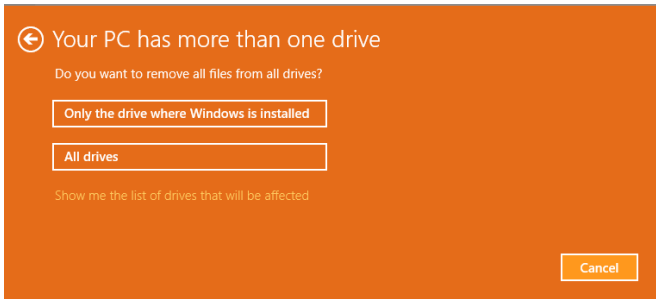 Your PC has more than one drive
Do you want to remove all files from all drives?
Only the drive where Windows is installed
All drives
Show me the list of drives that will be affected
Cancel